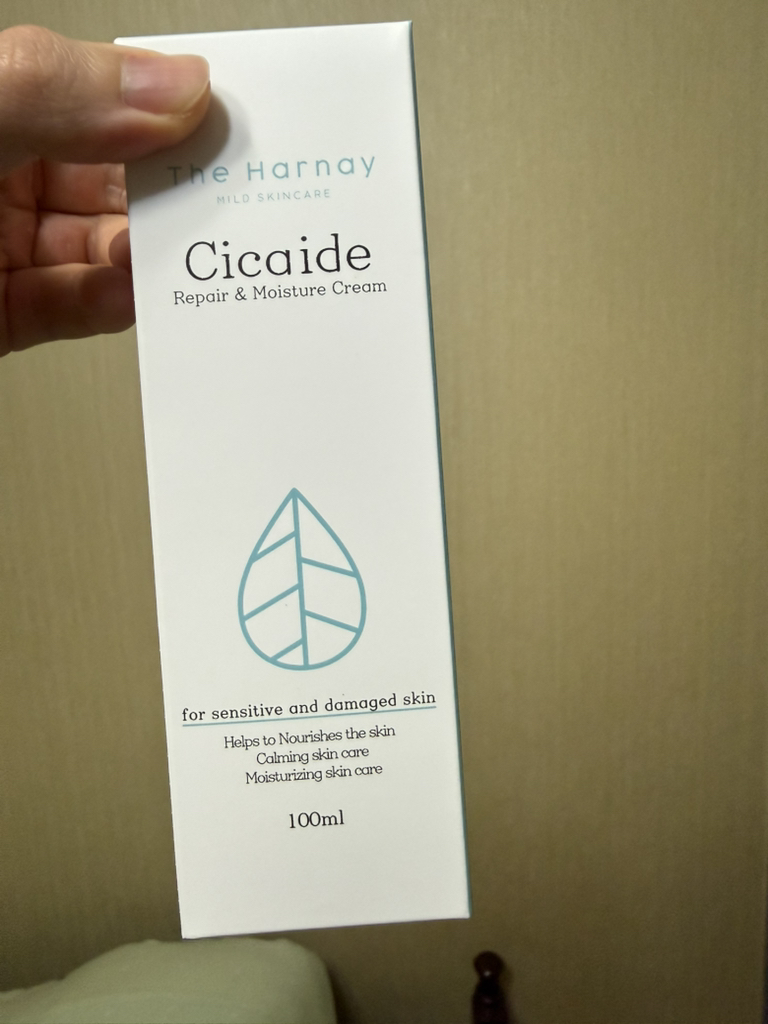 The Harnay
MILD SKINCARE
Cicaide
Repair & Moisture Cream
for sensitive and damaged skin
Helps to Nourishes the skin
Calming skin care
Moisturizing skin care
100ml